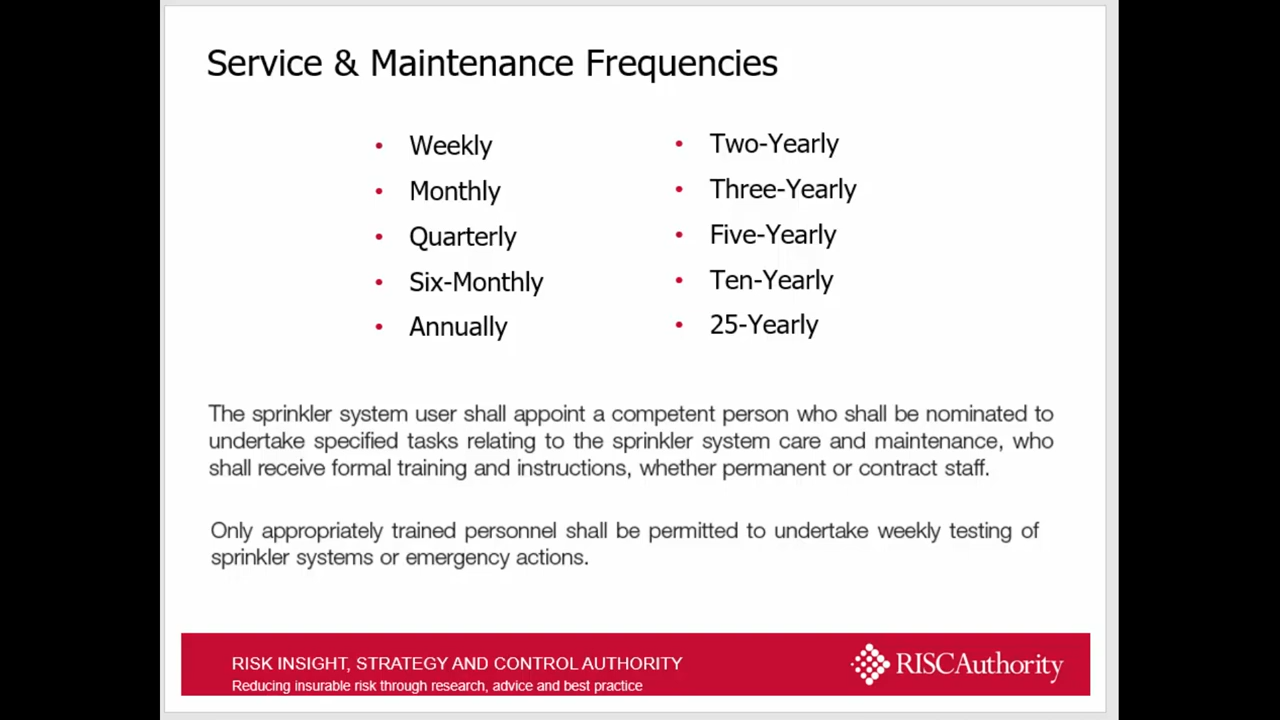 Service & Maintenance Frequencies
• Weekly
• Monthly
• Quarterly
• Six-Monthly
• Annually
• Two-Yearly
• Three-Yearly
• Five-Yearly
• Ten-Yearly
• 25-Yearly
The sprinkler system user shall appoint a competent person who shall be nominated to
undertake specified tasks relating to the sprinkler system care and maintenance, who
shall receive formal training and instructions, whether permanent or contract staff.
Only appropriately trained personnel shall be permitted to undertake weekly testing of
sprinkler systems or emergency actions.
RISK INSIGHT, STRATEGY AND CONTROL AUTHORITY
Reducing insurable risk through research, advice and best practice
RISCAuthority